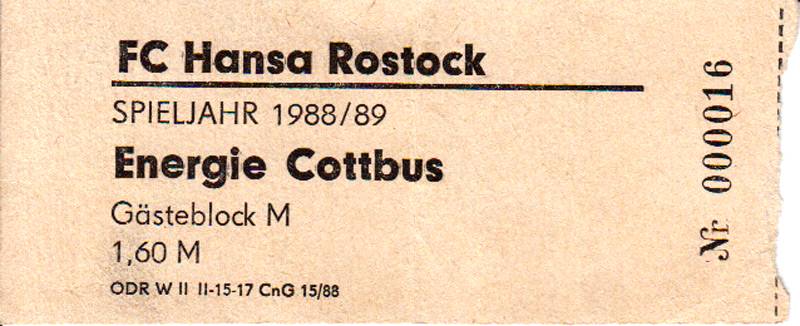 FC Hansa Rostock
SPIELJAHR 1988/89
Energie Cottbus
Gästeblock M
1,60 M
ODR W II II-15-17 CnG 15/88
Nr 000016